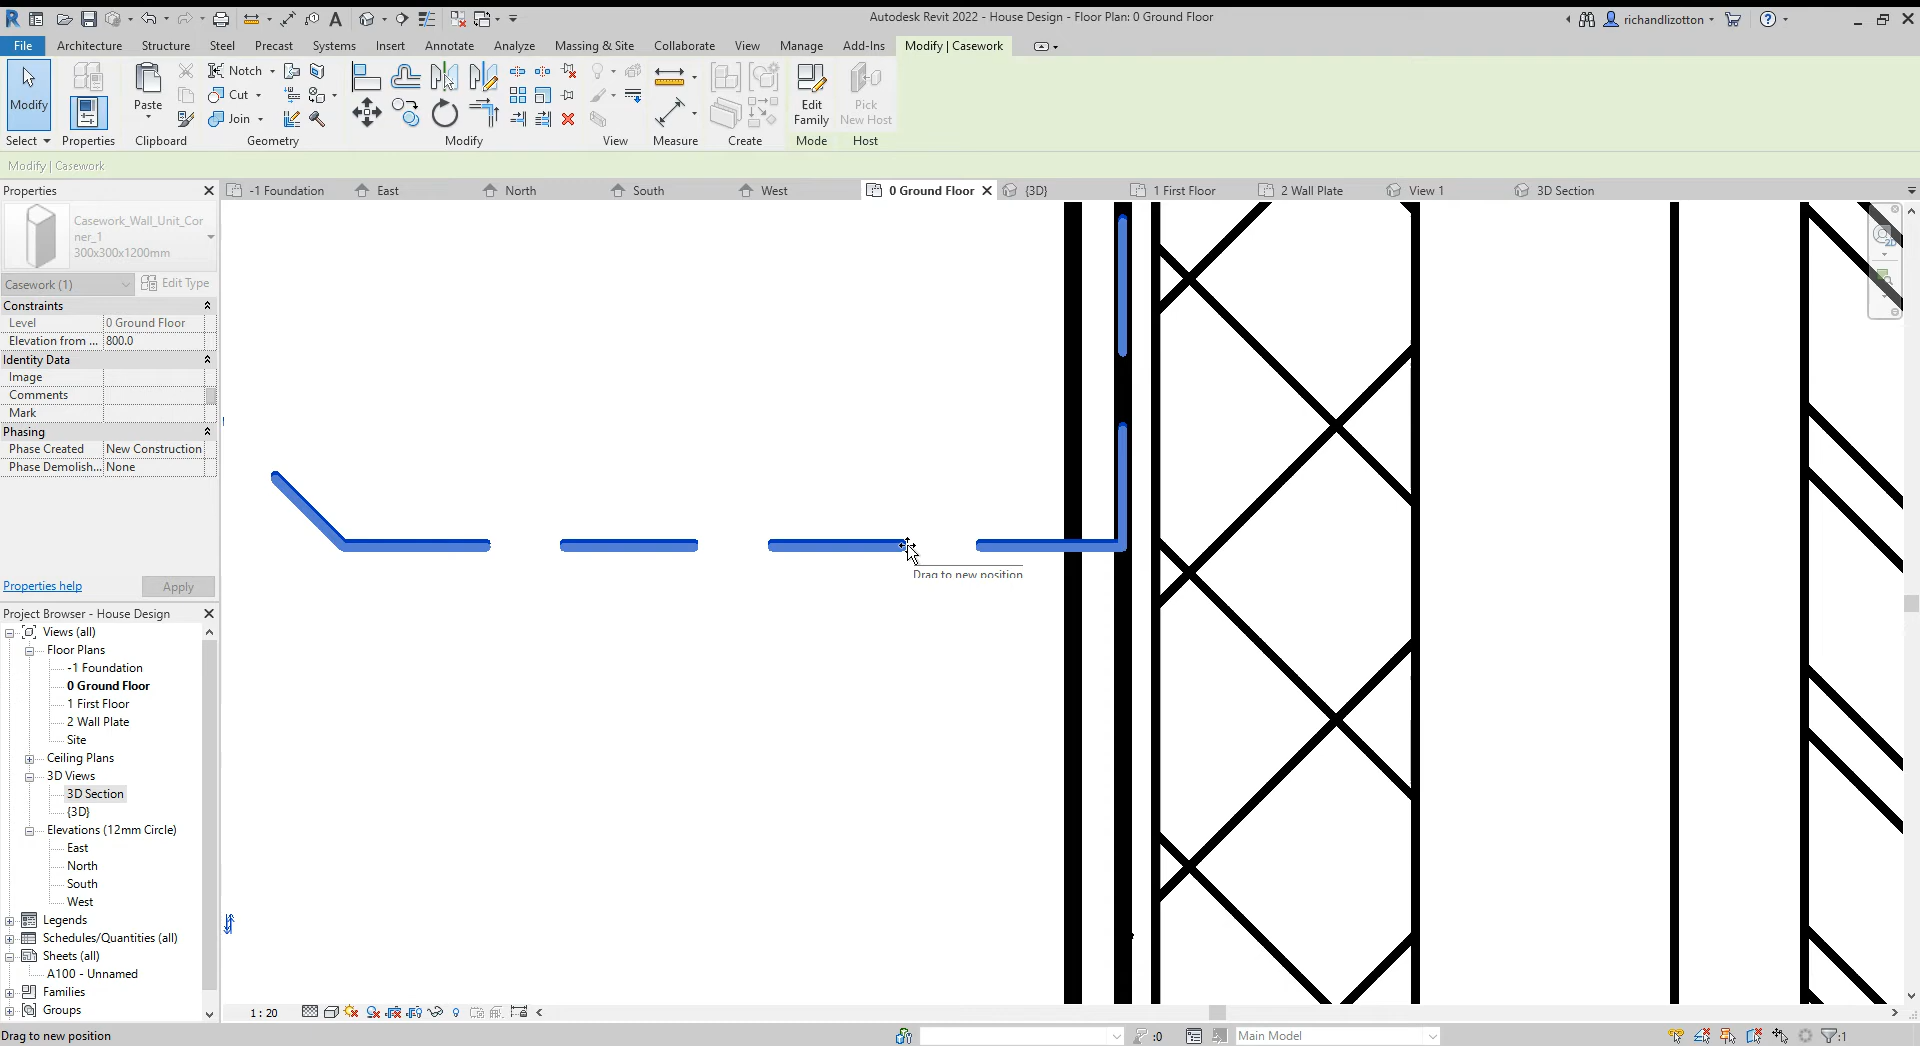 Autodesk Revit 2022 - House Design - Floor Plan: 0 Ground Floor
richandlizotton
File Architecture Structure Steel Precast Systems Insert Annotate Analyze Massing & Site Collaborate View Manage Add-Ins Modify | Casework
Modify
Paste
Notch
Cut
Join
Edit Family
Pick New Host
Select Properties Clipboard Geometry Modify View Measure Create Mode Host
Modify | Casework
Properties
-1 Foundation East North South West 0 Ground Floor {3D} 1 First Floor 2 Wall Plate View 1 3D Section
Casework_Wall_Unit_Cor
ner_1
300x300x1200mm
Casework (1) Edit Type
Constraints
Level 0 Ground Floor
Elevation from ... 800.0
Identity Data
Image
Comments
Mark
Phasing
Phase Created New Construction
Phase Demolish... None
Drag to new position
Properties help Apply
Project Browser - House Design
Views (all)
Floor Plans
-1 Foundation
0 Ground Floor
1 First Floor
2 Wall Plate
Site
Ceiling Plans
3D Views
3D Section
{3D}
Elevations (12mm Circle)
East
North
South
West
Legends
Schedules/Quantities (all)
Sheets (all)
A100 - Unnamed
Families
Groups
1 : 20
Drag to new position
:0
Main Model
:1